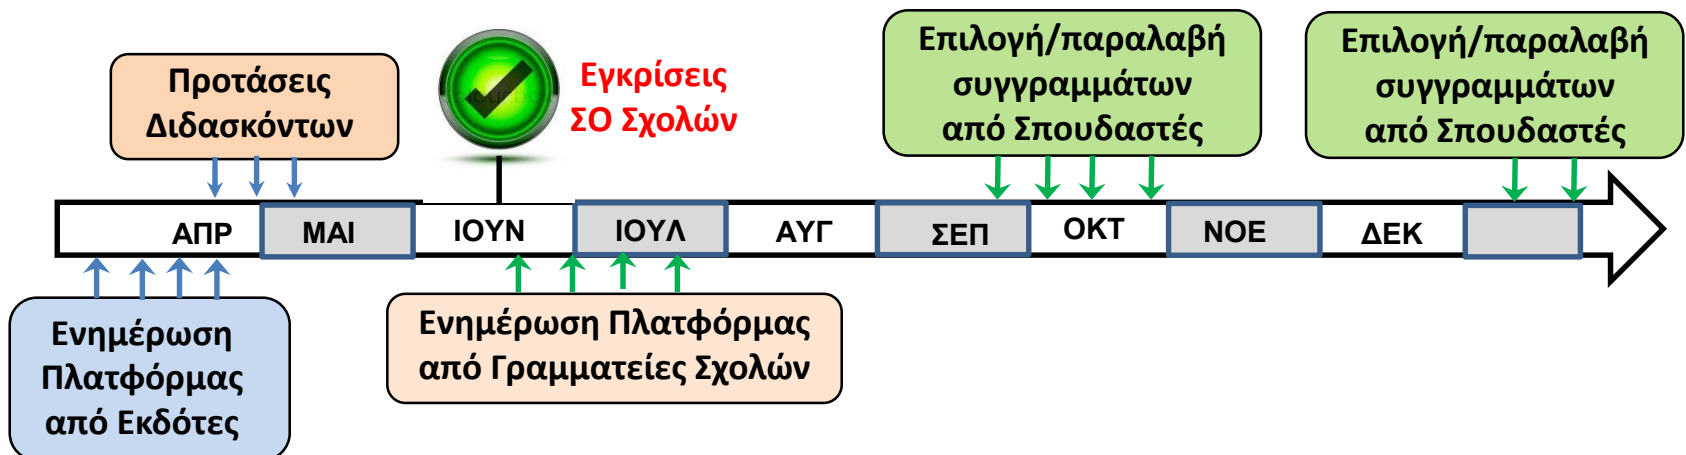 Προτάσεις
Διδασκόντων
Εγκρίσεις
ΣΟ Σχολών
Επιλογή/παραλαβή
συγγραμμάτων
από Σπουδαστές
Επιλογή/παραλαβή
συγγραμμάτων
από Σπουδαστές
ΑΠΡ ΜΑΙ ΙΟΥΝ ΙΟΥΛ ΑΥΓ ΣΕΠ ΟΚΤ ΝΟΕ ΔΕΚ
Ενημέρωση
Πλατφόρμας
από Εκδότες
Ενημέρωση Πλατφόρμας
από Γραμματείες Σχολών